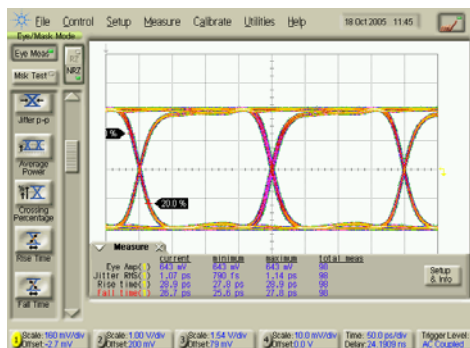 File Control Setup Measure Calibrate Utilities Help 18 Oct 2005 11:45
Eye/Mask Mode
Eye Meas
NRZ
Msk Test
Jitter p-p
Average
Power
Crossing
Percentage
Rise Time
Fall Time
%
20.0 %
Measure
current minimum maximum total meas
Eye Amp( ) 643 mV 643 mV 643 mV 98
Jitter RMS( ) 1.07 ps 790 fs 1.14 ps 98
Rise time( ) 28.9 ps 27.8 ps 28.9 ps 98
Fall time( ) 26.7 ps 25.6 ps 27.8 ps 98
Setup
& Info
1 Scale: 160 mV/div
Offset: -2.7 mV
2 Scale: 1.00 V/div
Offset: 200 mV
3 Scale: 1.54 V/div
Offset: 79 mV
4 Scale: 10.0 mV/div
Offset: 0.0 V
Time: 50.0 ps/div
Delay: 24.1909 ns
Trigger Level:
AC Coupled